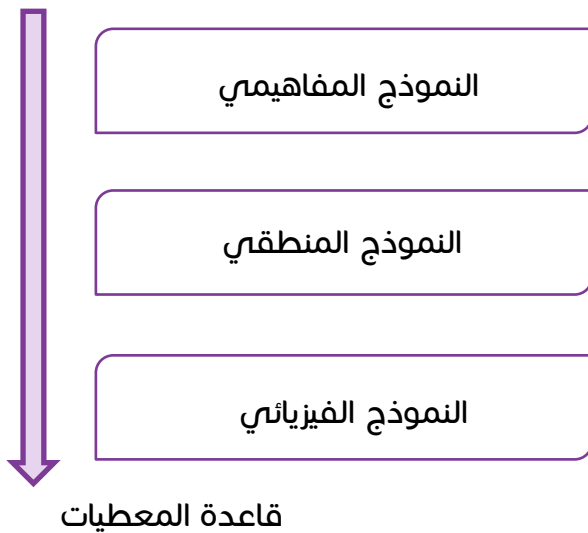 النموذج المفاهيمي
النموذج المنطقي
النموذج الفيزيائي
قاعدة المعطيات